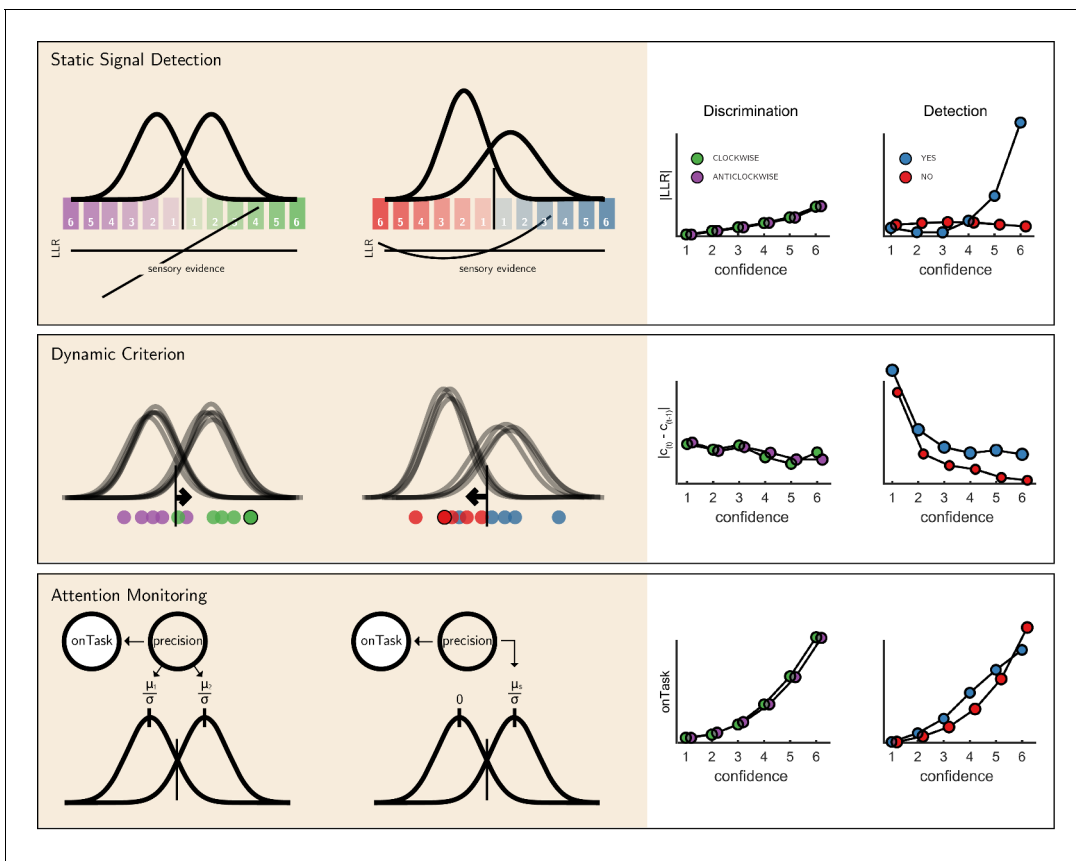 Static Signal Detection
6 5 4 3 2 1 1 2 3 4 5 6
LLR
sensory evidence
6 5 4 3 2 1 1 2 3 4 5 6
LLR
sensory evidence
Discrimination
|LLR|
CLOCKWISE
ANTICLOCKWISE
1 2 3 4 5 6
confidence
Detection
YES
NO
1 2 3 4 5 6
confidence
Dynamic Criterion
|c(t) - c(t-1)|
1 2 3 4 5 6
confidence
1 2 3 4 5 6
confidence
Attention Monitoring
onTask
precision
μ1
σ
μ2
σ
onTask
precision
0
μs
σ
onTask
1 2 3 4 5 6
confidence
1 2 3 4 5 6
confidence